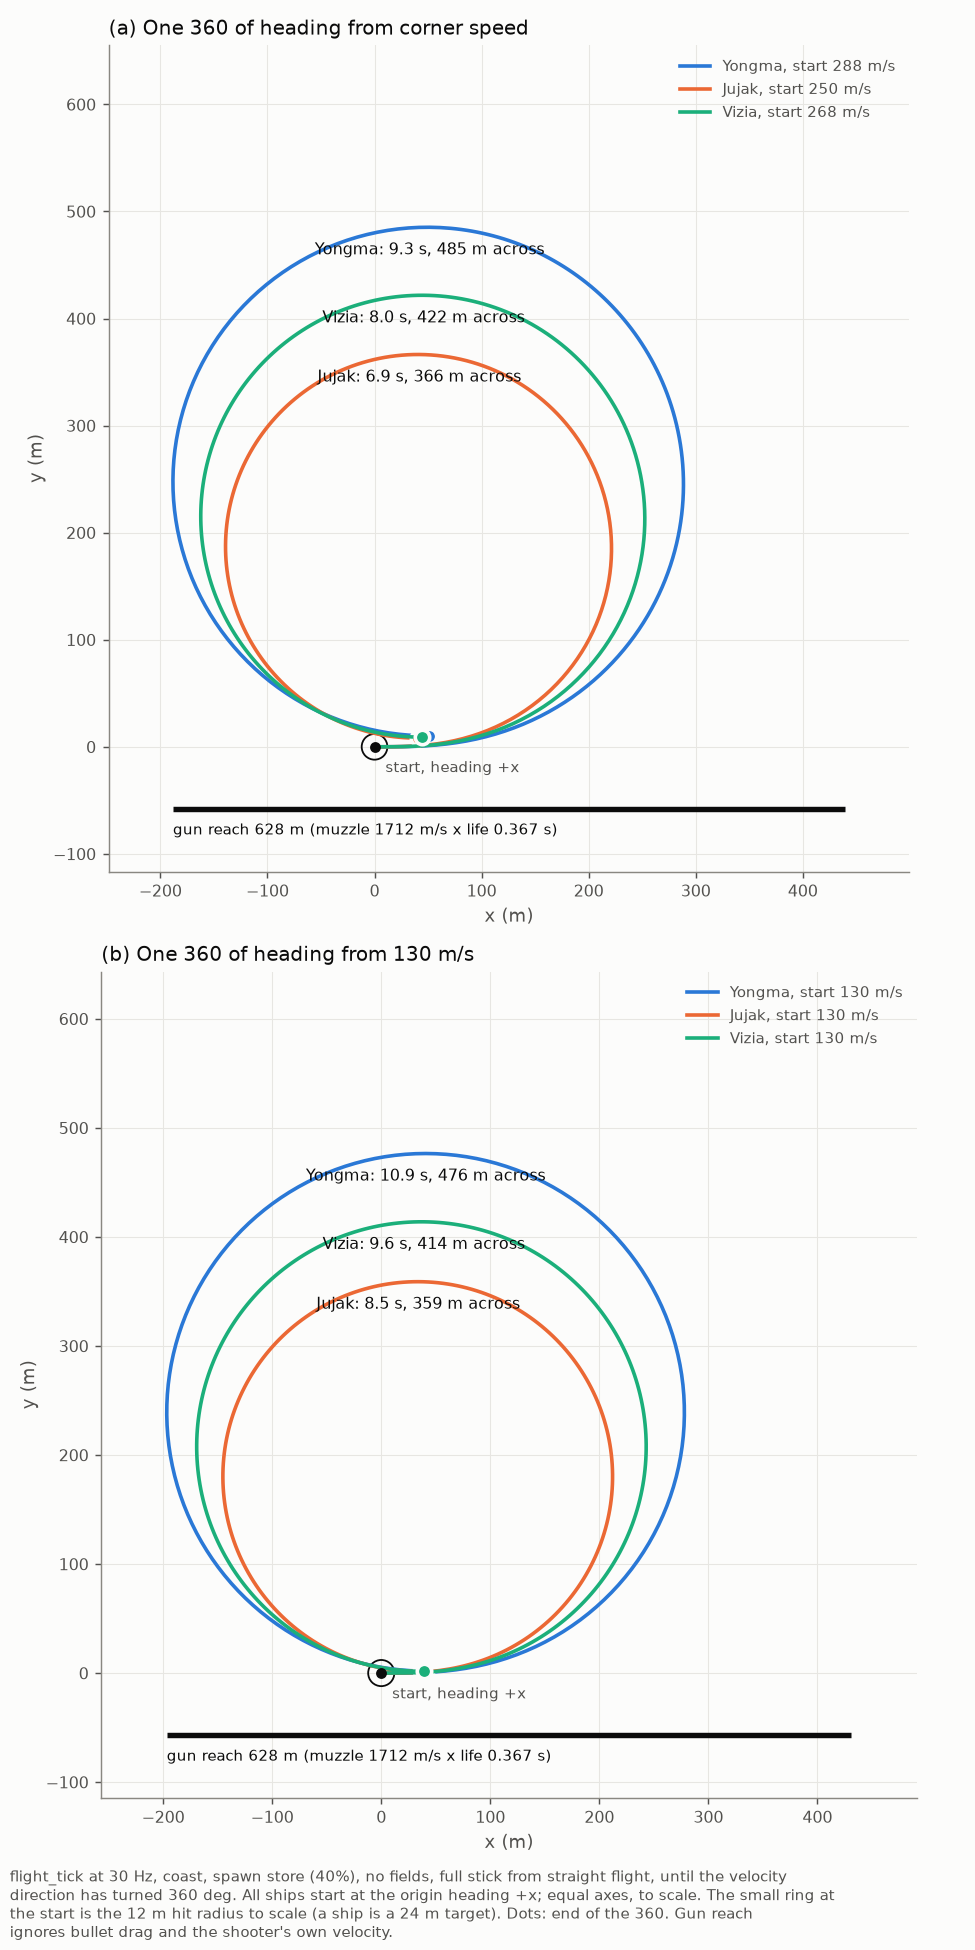 (a) One 360 of heading from corner speed
Yongma, start 288 m/s
Jujak, start 250 m/s
Vizia, start 268 m/s
600
500
400
300
200
100
0
−100
y (m)
Yongma: 9.3 s, 485 m across
Vizia: 8.0 s, 422 m across
Jujak: 6.9 s, 366 m across
start, heading +x
gun reach 628 m (muzzle 1712 m/s x life 0.367 s)
−200 −100 0 100 200 300 400
x (m)
(b) One 360 of heading from 130 m/s
Yongma, start 130 m/s
Jujak, start 130 m/s
Vizia, start 130 m/s
600
500
400
300
200
100
0
−100
y (m)
Yongma: 10.9 s, 476 m across
Vizia: 9.6 s, 414 m across
Jujak: 8.5 s, 359 m across
start, heading +x
gun reach 628 m (muzzle 1712 m/s x life 0.367 s)
−200 −100 0 100 200 300 400
x (m)
flight_tick at 30 Hz, coast, spawn store (40%), no fields, full stick from straight flight, until the velocity
direction has turned 360 deg. All ships start at the origin heading +x; equal axes, to scale. The small ring at
the start is the 12 m hit radius to scale (a ship is a 24 m target). Dots: end of the 360. Gun reach
ignores bullet drag and the shooter's own velocity.